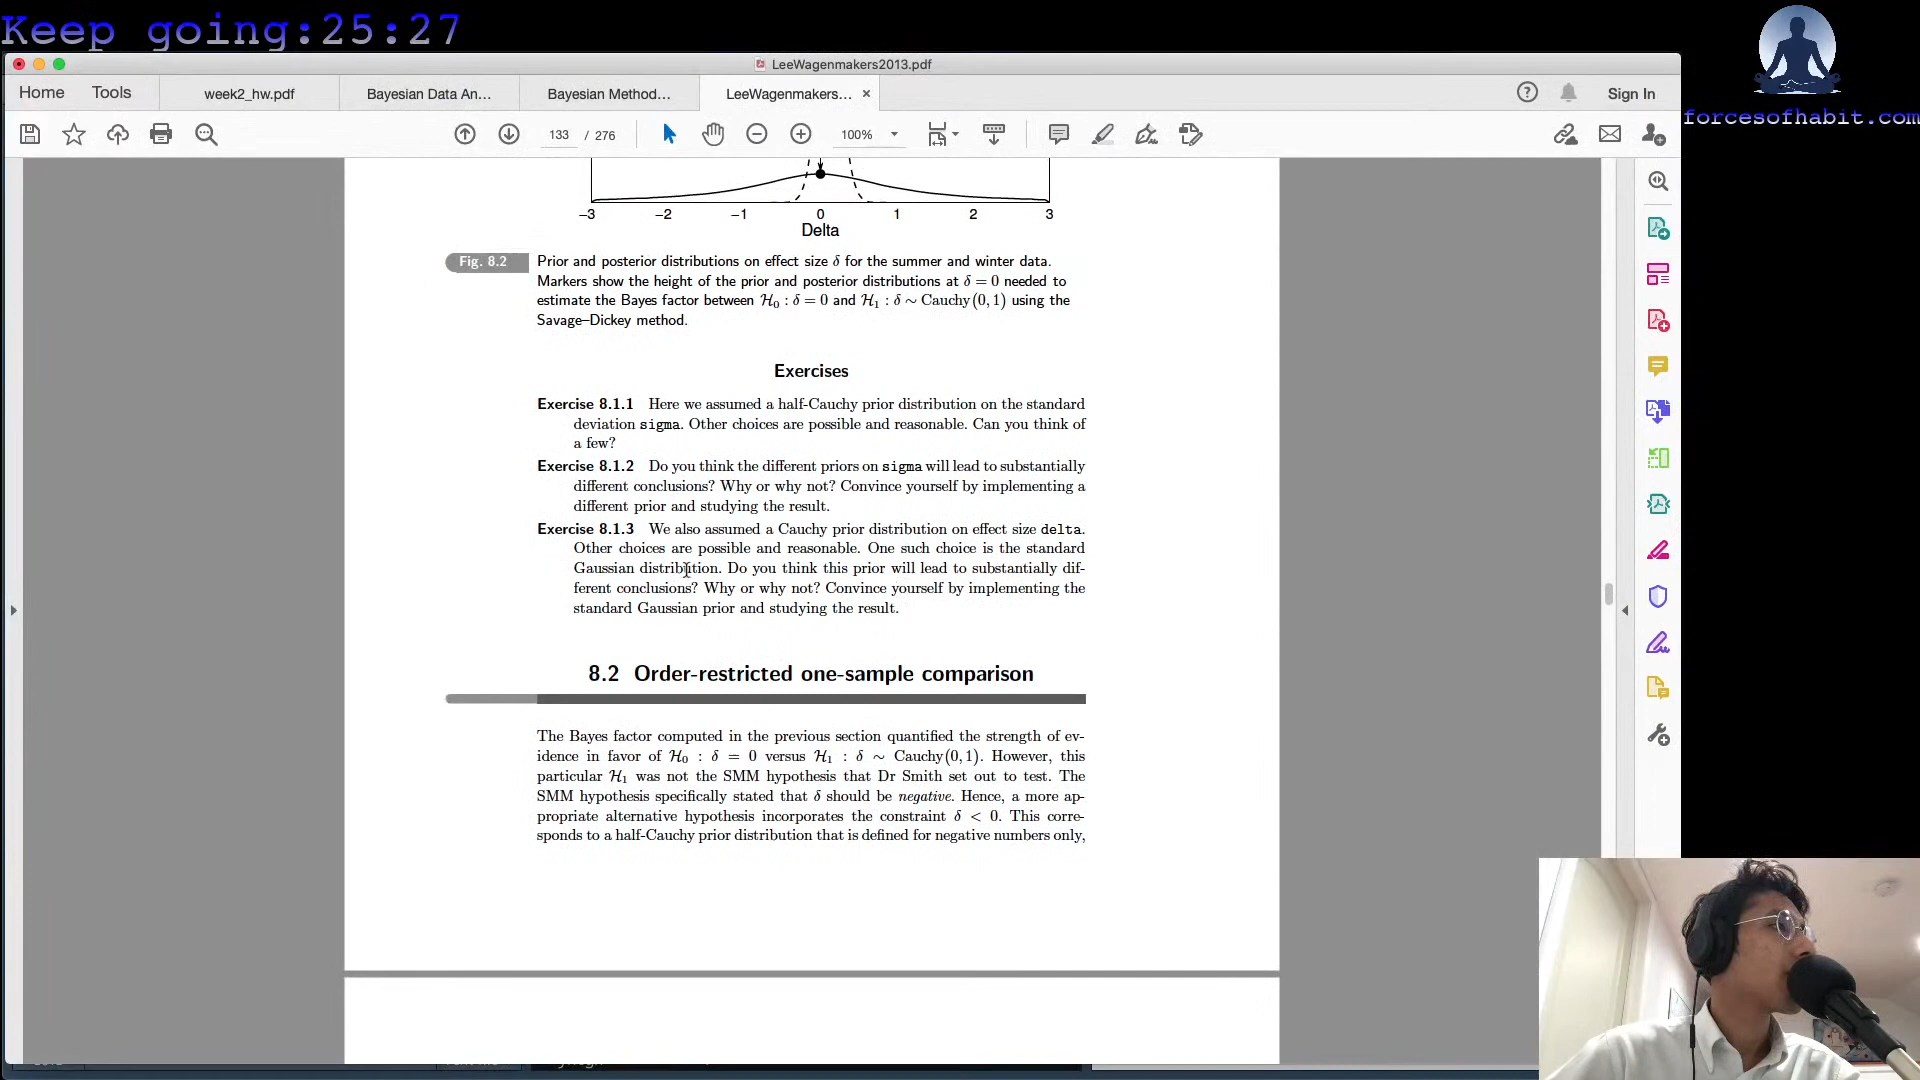 Keep going:25:27
forcesofhabit.com
LeeWagenmakers2013.pdf
Home Tools week2_hw.pdf Bayesian Data An... Bayesian Method... LeeWagenmakers... × Sign In
133 / 276 100%
−3 −2 −1 0 1 2 3
Delta
Fig. 8.2 Prior and posterior distributions on effect size δ for the summer and winter data.
Markers show the height of the prior and posterior distributions at δ = 0 needed to
estimate the Bayes factor between H₀ : δ = 0 and H₁ : δ ∼ Cauchy(0, 1) using the
Savage–Dickey method.
Exercises
Exercise 8.1.1 Here we assumed a half-Cauchy prior distribution on the standard
deviation sigma. Other choices are possible and reasonable. Can you think of
a few?
Exercise 8.1.2 Do you think the different priors on sigma will lead to substantially
different conclusions? Why or why not? Convince yourself by implementing a
different prior and studying the result.
Exercise 8.1.3 We also assumed a Cauchy prior distribution on effect size delta.
Other choices are possible and reasonable. One such choice is the standard
Gaussian distribution. Do you think this prior will lead to substantially dif-
ferent conclusions? Why or why not? Convince yourself by implementing the
standard Gaussian prior and studying the result.
8.2 Order-restricted one-sample comparison
The Bayes factor computed in the previous section quantified the strength of ev-
idence in favor of H₀ : δ = 0 versus H₁ : δ ∼ Cauchy(0, 1). However, this
particular H₁ was not the SMM hypothesis that Dr Smith set out to test. The
SMM hypothesis specifically stated that δ should be negative. Hence, a more ap-
propriate alternative hypothesis incorporates the constraint δ < 0. This corre-
sponds to a half-Cauchy prior distribution that is defined for negative numbers only,